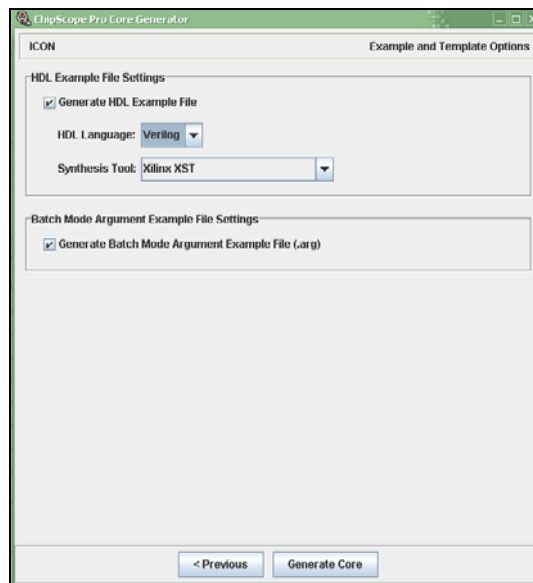 ChipScope Pro Core Generator
ICON Example and Template Options
HDL Example File Settings
Generate HDL Example File
HDL Language: Verilog
Synthesis Tool: Xilinx XST
Batch Mode Argument Example File Settings
Generate Batch Mode Argument Example File (.arg)
< Previous Generate Core